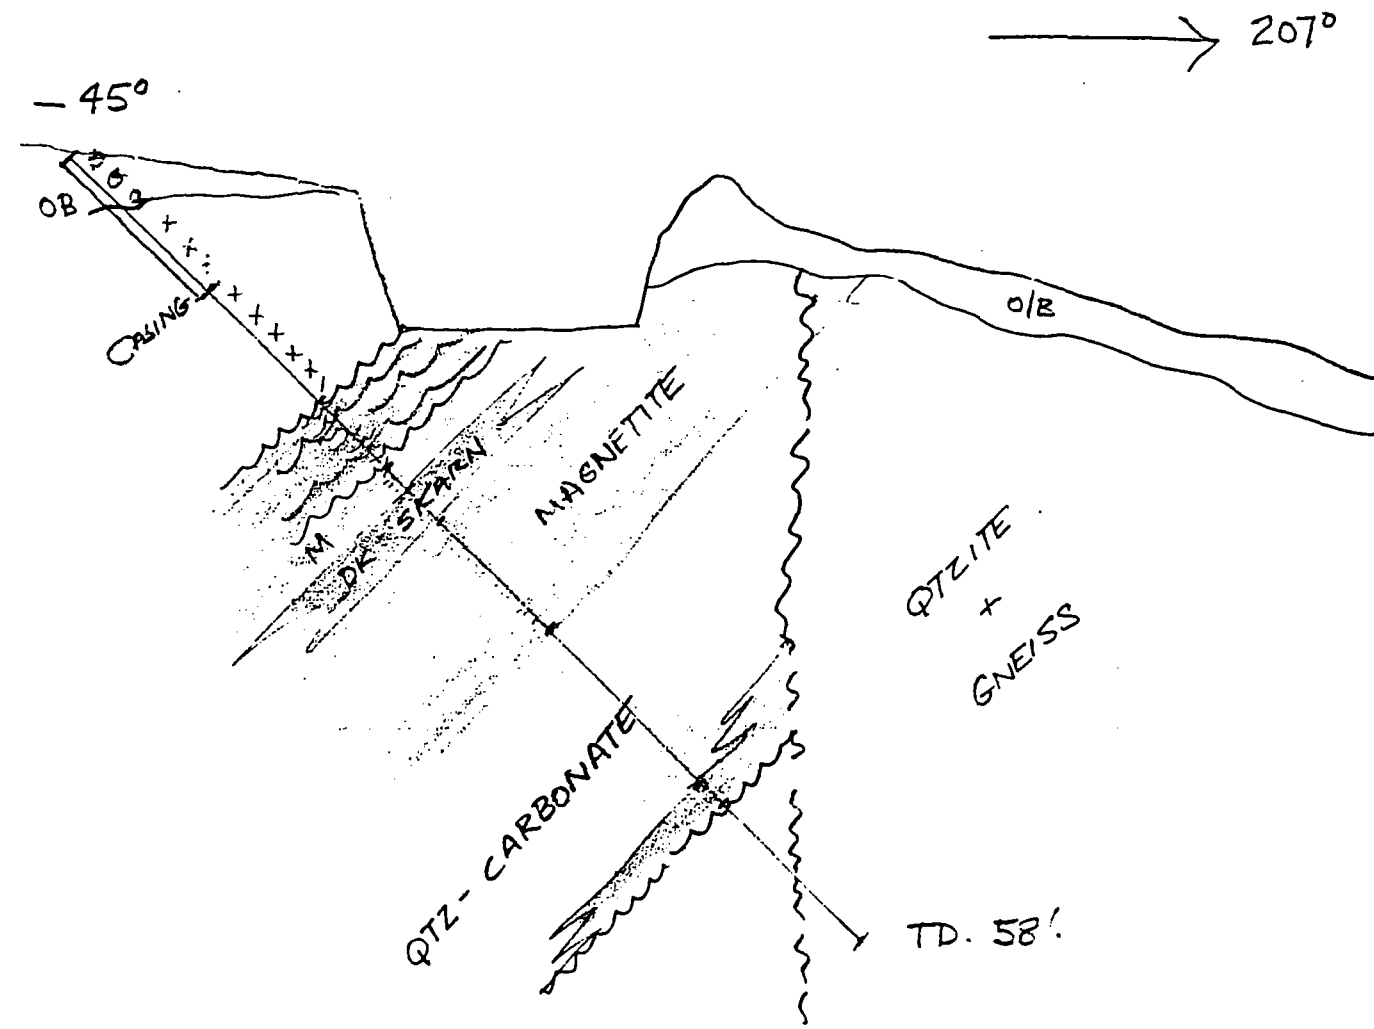 207°
- 45°
OB
CASING
O/B
MAGNETITE
SKARN
M
DK
QTZITE
+
GNEISS
QTZ - CARBONATE
TD. 58'